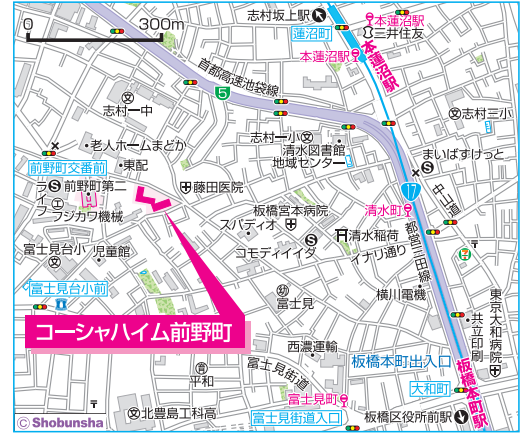 0 300m
志村坂上駅
本蓮沼駅
蓮沼町
三井住友
本蓮沼駅
本蓮沼駅
首都高速池袋線
5
志村一中
志村三小
老人ホームまどか
志村一小
清水図書館
地域センター
東配
前野町交番前
まいばすけっと
ライフ
前野町第二
藤田医院
17
中山道
フジカワ機械
板橋宮本病院
清水町
スパディオ
清水稲荷
都営三田線
富士見台小
児童館
コモディイイダ
イナリ通り
富士見台小前
富士見
横川電機
東京大和病院
コーシャハイム前野町
共立印刷
西濃運輸
板橋本町出入口
富士見街道
平和
大和町
板橋本町駅
富士見町
北豊島工科高
富士見街道入口
板橋区役所前駅
© Shobunsha